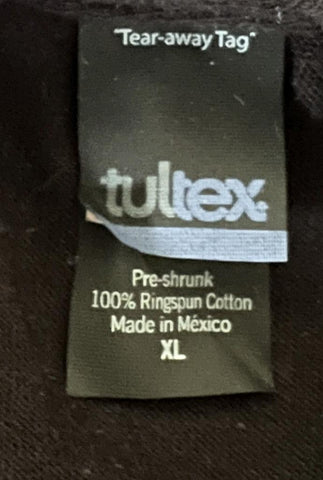 "Tear-away Tag"
tultex
Pre-shrunk
100% Ringspun Cotton
Made in México
XL